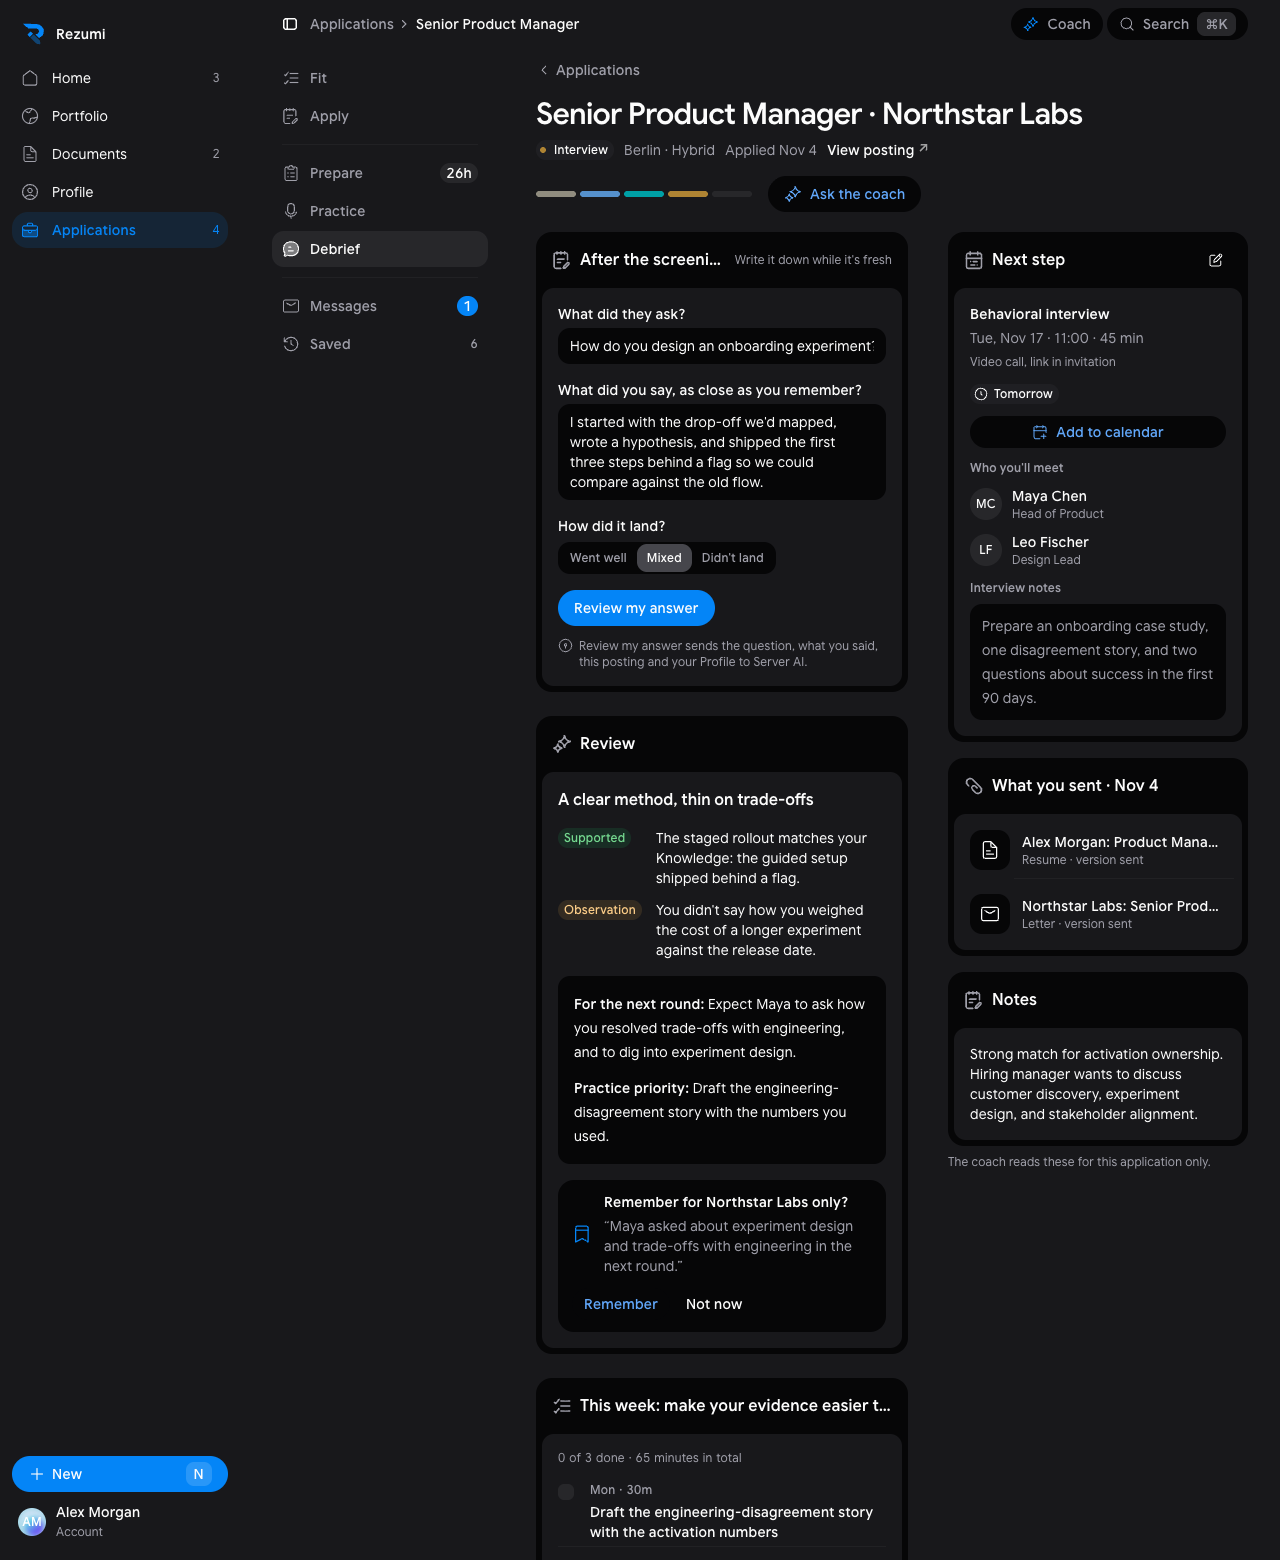 Rezumi
Home 3
Portfolio
Documents 2
Profile
Applications 4
New N
AM
Alex Morgan
Account
Applications > Senior Product Manager
Coach
Search ⌘K
Fit
Apply
Prepare 26h
Practice
Debrief
Messages 1
Saved 6
Applications
Senior Product Manager · Northstar Labs
Interview Berlin · Hybrid Applied Nov 4 View posting ↗
Ask the coach
After the screeni... Write it down while it's fresh
What did they ask?
How do you design an onboarding experiment?
What did you say, as close as you remember?
I started with the drop-off we'd mapped,
wrote a hypothesis, and shipped the first
three steps behind a flag so we could
compare against the old flow.
How did it land?
Went well Mixed Didn't land
Review my answer
Review my answer sends the question, what you said,
this posting and your Profile to Server AI.
Review
A clear method, thin on trade-offs
Supported
The staged rollout matches your
Knowledge: the guided setup
shipped behind a flag.
Observation
You didn't say how you weighed
the cost of a longer experiment
against the release date.
For the next round: Expect Maya to ask how
you resolved trade-offs with engineering,
and to dig into experiment design.
Practice priority: Draft the engineering-
disagreement story with the numbers you
used.
Remember for Northstar Labs only?
“Maya asked about experiment design
and trade-offs with engineering in the
next round.”
Remember Not now
This week: make your evidence easier t...
0 of 3 done · 65 minutes in total
Mon · 30m
Draft the engineering-disagreement story
with the activation numbers
Next step
Behavioral interview
Tue, Nov 17 · 11:00 · 45 min
Video call, link in invitation
Tomorrow
Add to calendar
Who you'll meet
MC
Maya Chen
Head of Product
LF
Leo Fischer
Design Lead
Interview notes
Prepare an onboarding case study,
one disagreement story, and two
questions about success in the first
90 days.
What you sent · Nov 4
Alex Morgan: Product Mana...
Resume · version sent
Northstar Labs: Senior Prod...
Letter · version sent
Notes
Strong match for activation ownership.
Hiring manager wants to discuss
customer discovery, experiment
design, and stakeholder alignment.
The coach reads these for this application only.